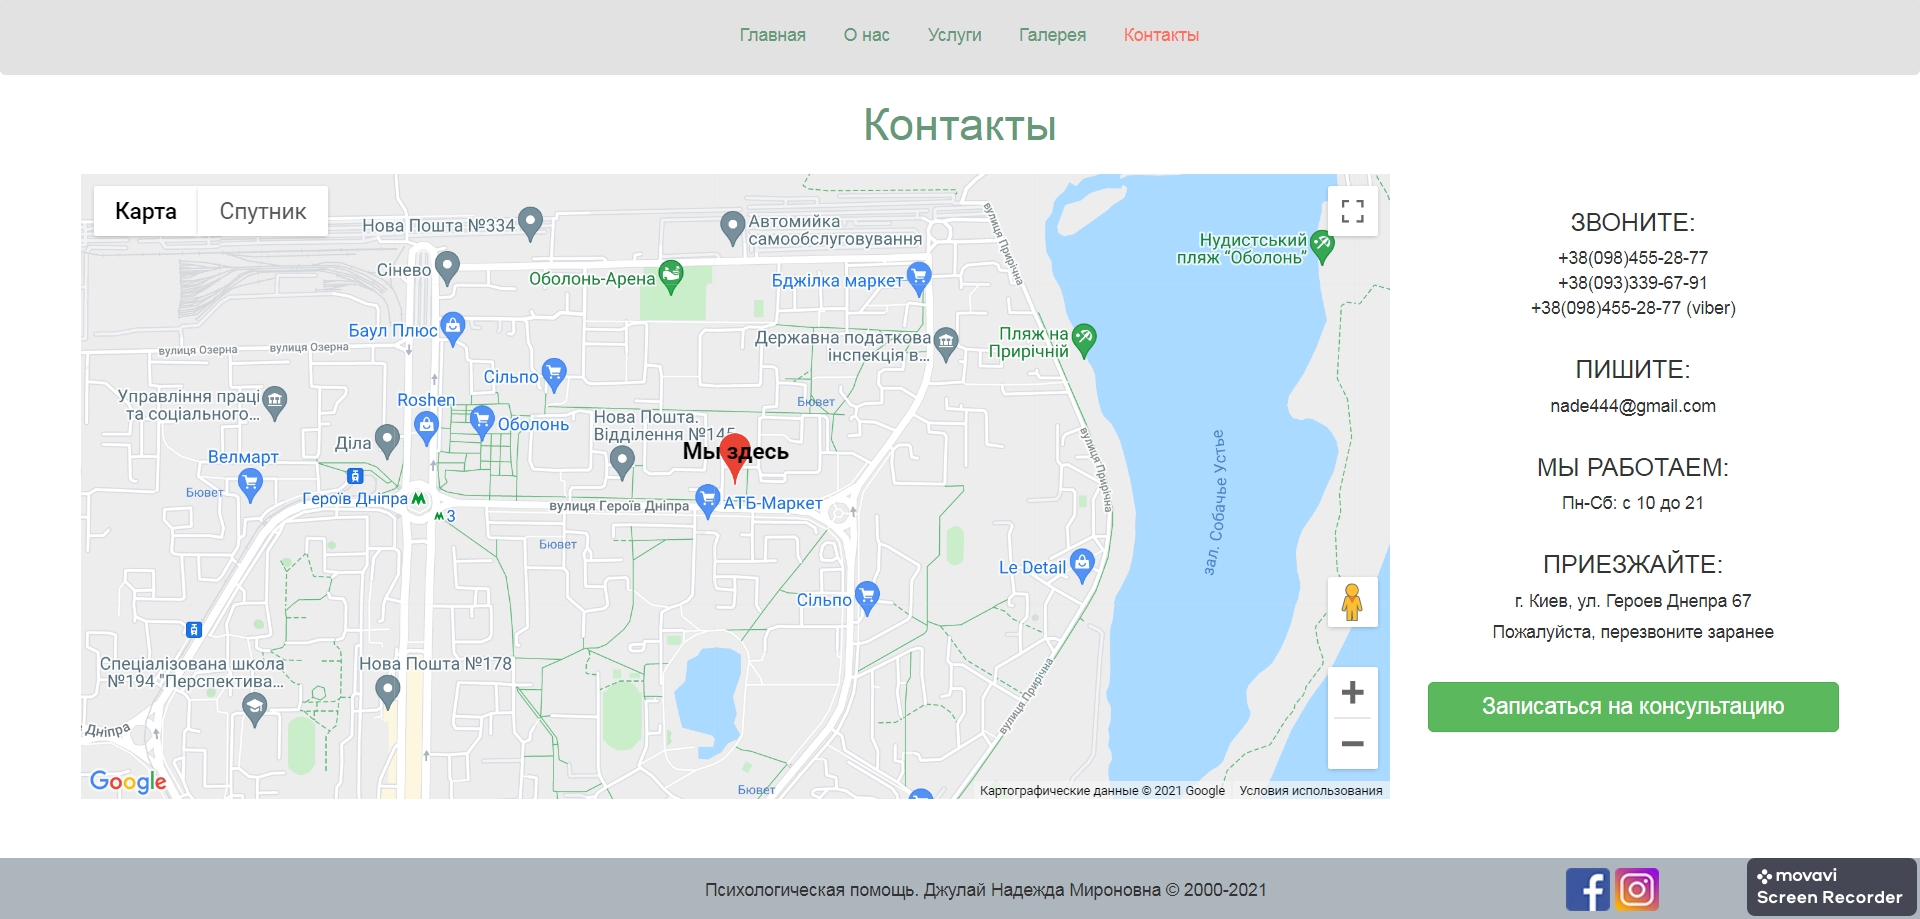 Главная О нас Услуги Галерея Контакты
Контакты
Карта Спутник
Нова Пошта №334
Автомийка
самообслуговування
вулиця Прирічна
Нудистський
пляж “Оболонь”
Сінево
Оболонь-Арена
Бджілка маркет
Баул Плюс
Державна податкова
інспекція в...
Пляж на
Прирічній
вулиця Озерна
вулиця Озерна
Сільпо
Управління праці
та соціального...
Roshen
Бювет
Оболонь
Нова Пошта.
Відділення №145
Діла
Мы здесь
вулиця Прирічна
зал. Собачье Устье
Велмарт
Бювет
Героїв Дніпра
3
вулиця Героїв Дніпра
АТБ-Маркет
Бювет
Le Detail
Сільпо
Спеціалізована школа
№194 "Перспектива...
Нова Пошта №178
вулиця Прирічна
Дніпра
Бювет
Google
Картографические данные © 2021 Google
Условия использования
ЗВОНИТЕ:
+38(098)455-28-77
+38(093)339-67-91
+38(098)455-28-77 (viber)
ПИШИТЕ:
nade444@gmail.com
МЫ РАБОТАЕМ:
Пн-Сб: с 10 до 21
ПРИЕЗЖАЙТЕ:
г. Киев, ул. Героев Днепра 67
Пожалуйста, перезвоните заранее
Записаться на консультацию
Психологическая помощь. Джулай Надежда Мироновна © 2000-2021
movavi
Screen Recorder